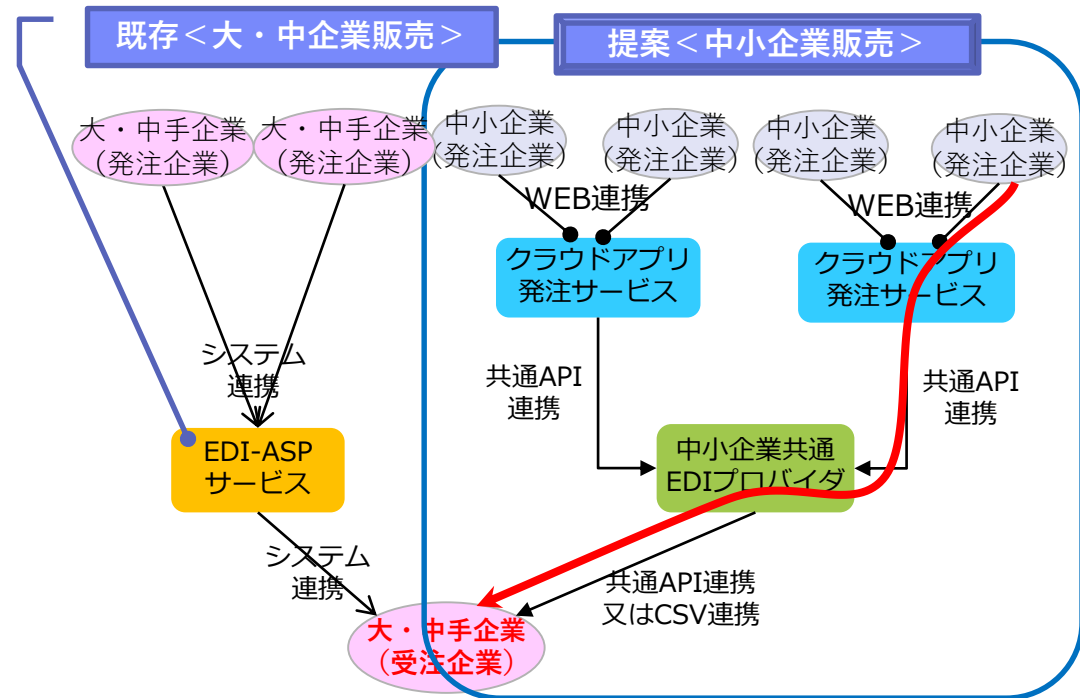 既存＜大・中企業販売＞
提案＜中小企業販売＞
大・中手企業
（発注企業）
大・中手企業
（発注企業）
中小企業
（発注企業）
中小企業
（発注企業）
中小企業
（発注企業）
中小企業
（発注企業）
WEB連携
WEB連携
クラウドアプリ
発注サービス
クラウドアプリ
発注サービス
システム
連携
共通API
連携
共通API
連携
EDI-ASP
サービス
中小企業共通
EDIプロバイダ
システム
連携
共通API連携
又はCSV連携
大・中手企業
（受注企業）